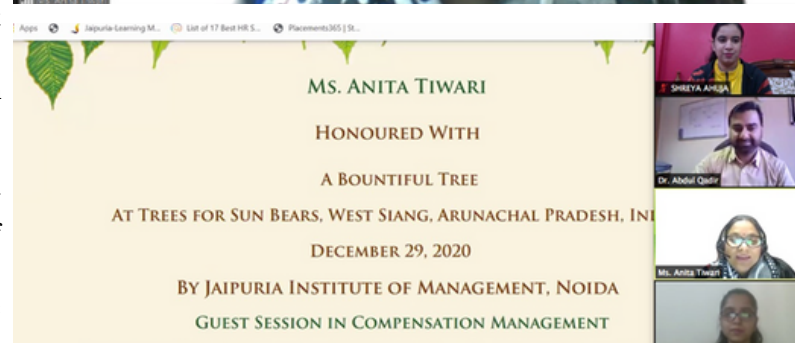 Apps Jaipuria-Learning M... List of 17 Best HR S... Placements365 | St...
Ms. Anita Tiwari
Honoured With
A Bountiful Tree
At Trees for Sun Bears, West Siang, Arunachal Pradesh, In
December 29, 2020
By Jaipuria Institute of Management, Noida
Guest Session in Compensation Management
SHREYA AHUJA
Dr. Abdul Qadir
Ms. Anita Tiwari